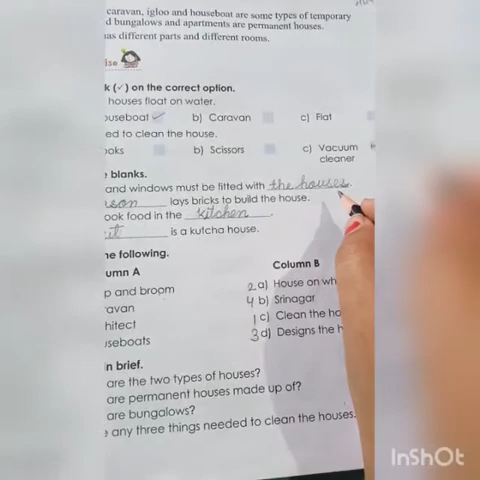 caravan, igloo and houseboat are some types of temporary
d bungalows and apartments are permanent houses.
as different parts and different rooms.
ise
k (✓) on the correct option.
houses float on water.
ouseboat ✓ b) Caravan c) Flat
ed to clean the house.
ooks b) Scissors c) Vacuum
cleaner
e blanks.
and windows must be fitted with the houses.
son lays bricks to build the house.
ook food in the kitchen.
ut is a kutcha house.
he following.
umn A Column B
p and broom 2 a) House on wh
avan 4 b) Srinagar
hitect 1 c) Clean the ho
useboats 3 d) Designs the h
n brief.
are the two types of houses?
are permanent houses made up of?
are bungalows?
e any three things needed to clean the houses.
InShOt